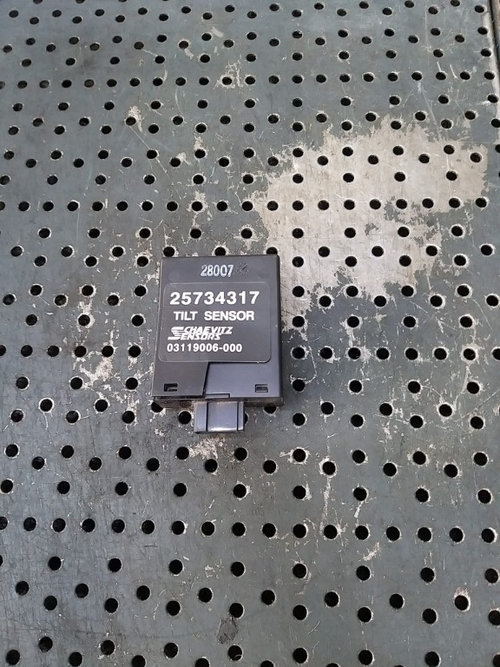 28007
25734317
TILT SENSOR
SCHAEVITZ
SENSORS
03119006-000